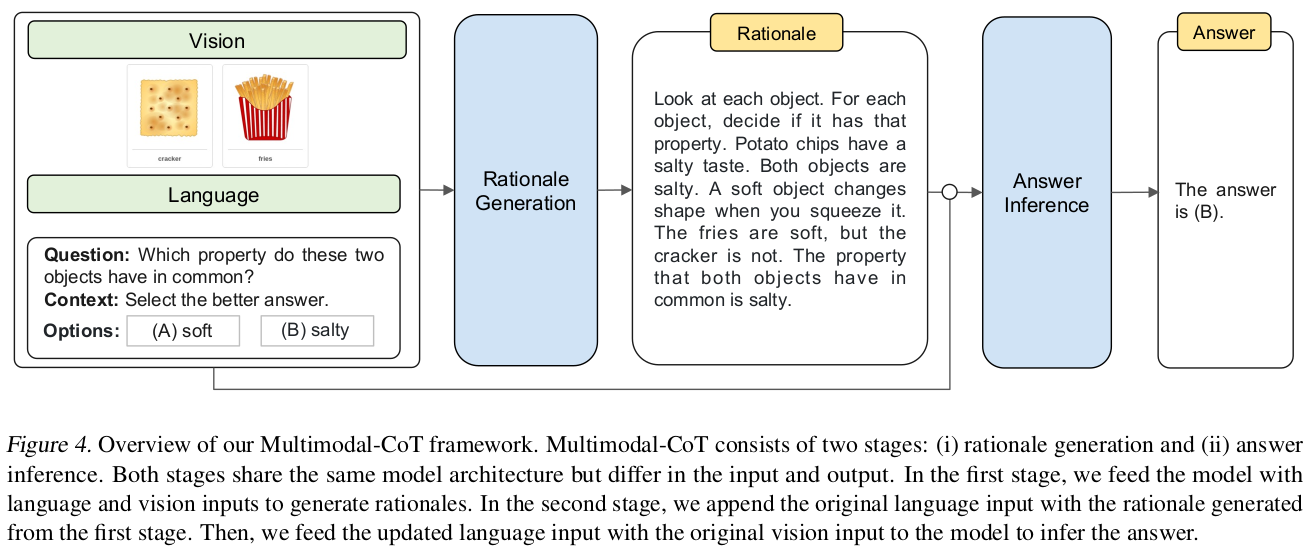 Vision
cracker
fries
Language
Question: Which property do these two
objects have in common?
Context: Select the better answer.
Options:
(A) soft
(B) salty
Rationale
Generation
Rationale
Look at each object. For each
object, decide if it has that
property. Potato chips have a
salty taste. Both objects are
salty. A soft object changes
shape when you squeeze it.
The fries are soft, but the
cracker is not. The property
that both objects have in
common is salty.
Answer
Inference
Answer
The answer
is (B).
Figure 4. Overview of our Multimodal-CoT framework. Multimodal-CoT consists of two stages: (i) rationale generation and (ii) answer
inference. Both stages share the same model architecture but differ in the input and output. In the first stage, we feed the model with
language and vision inputs to generate rationales. In the second stage, we append the original language input with the rationale generated
from the first stage. Then, we feed the updated language input with the original vision input to the model to infer the answer.